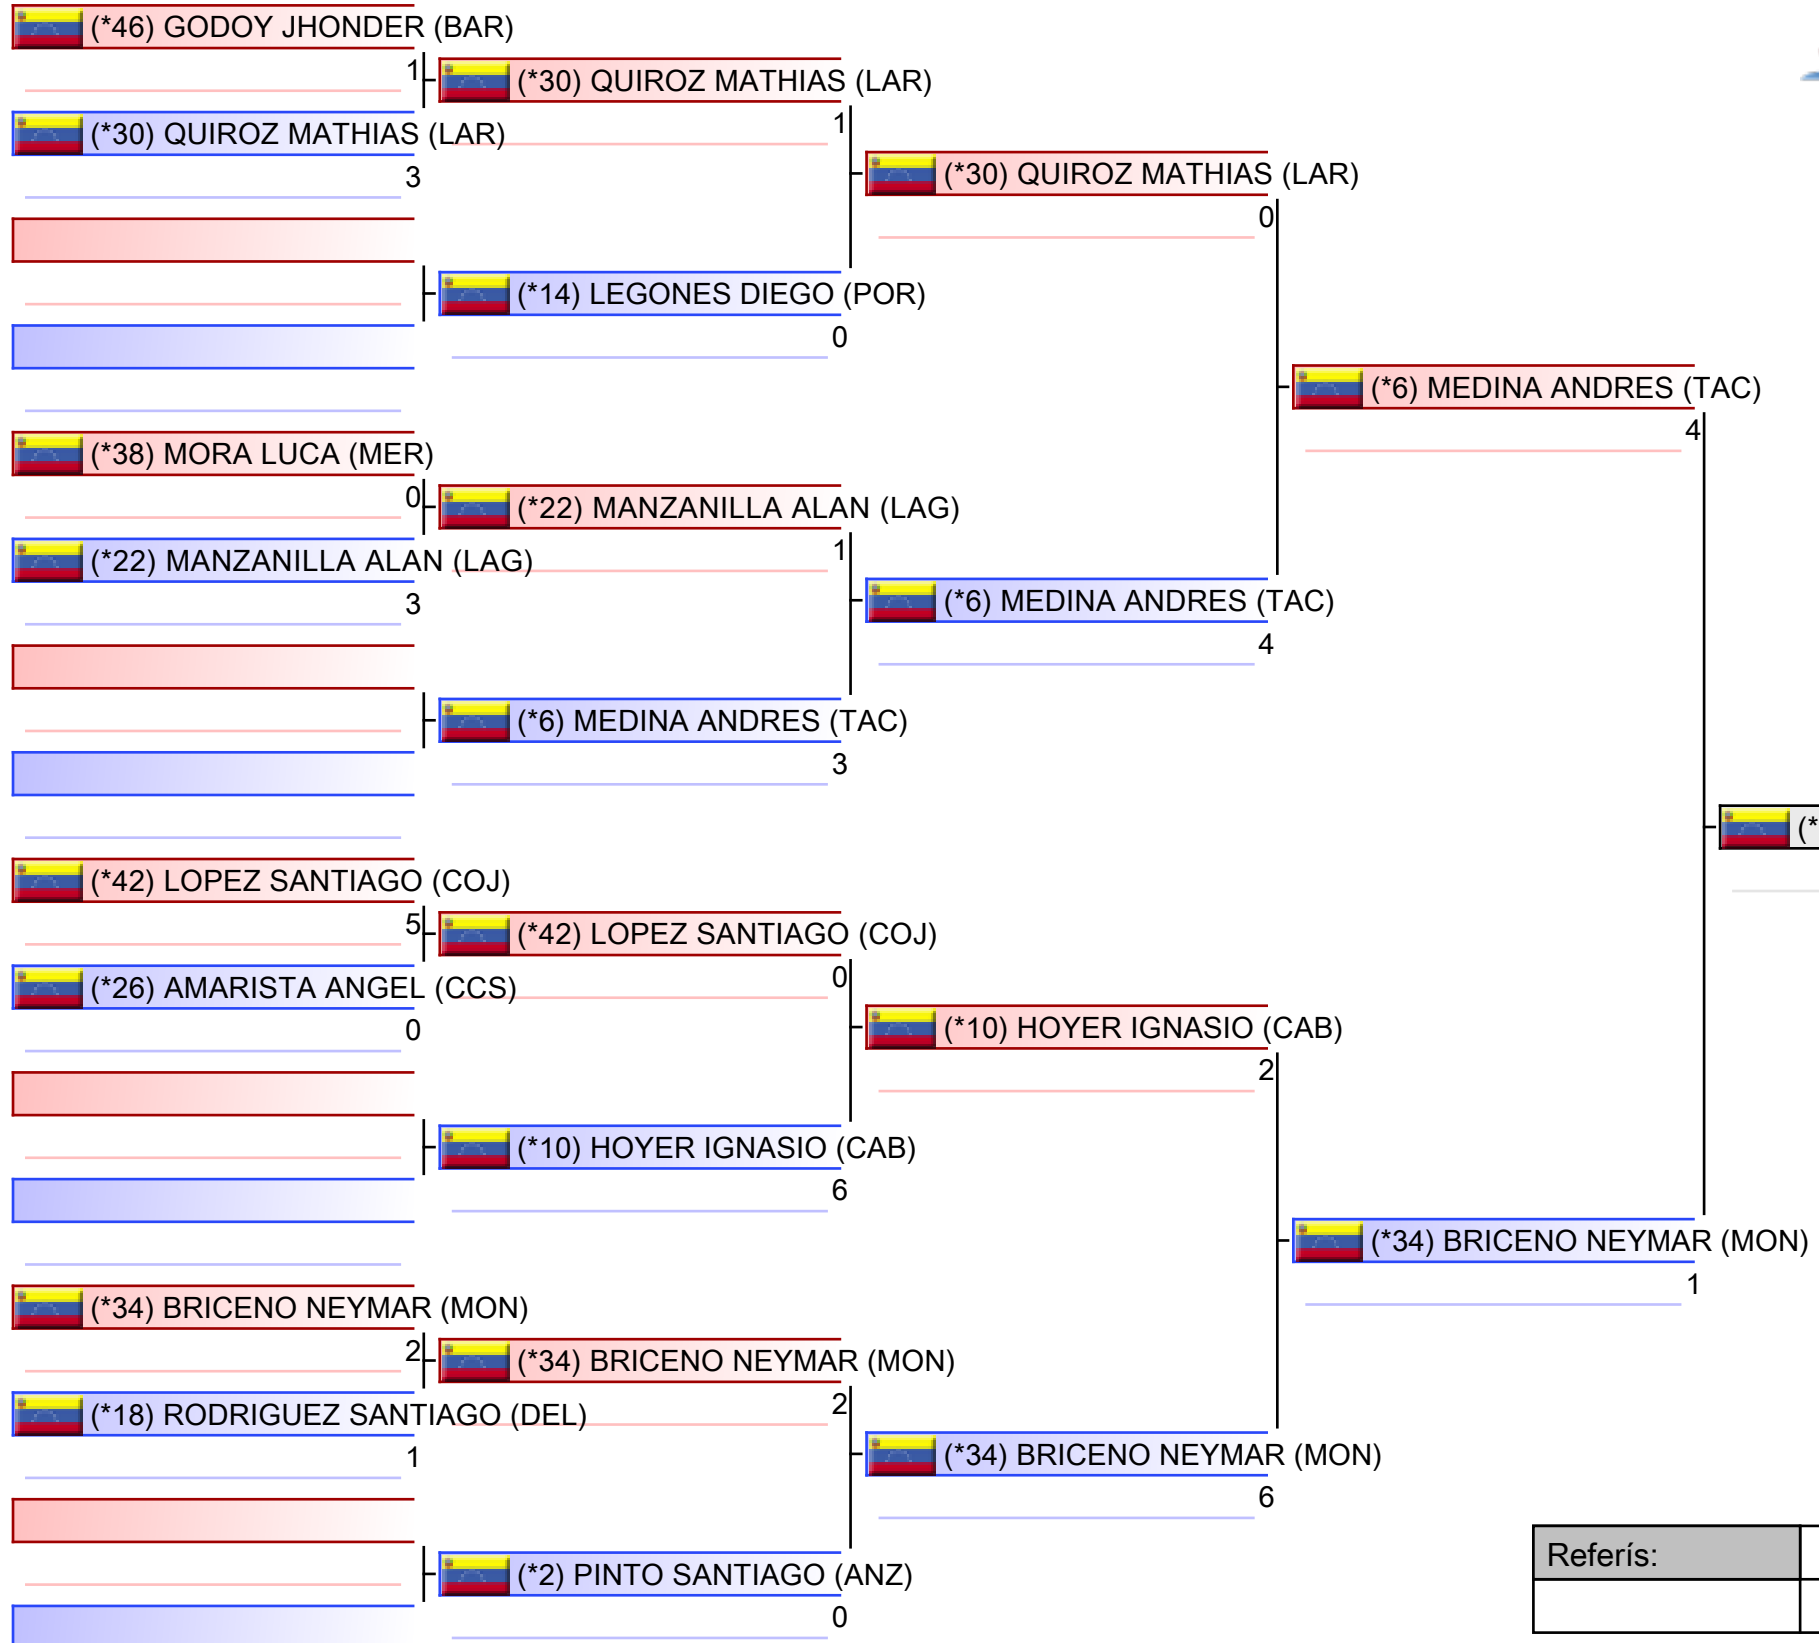 (*46) GODOY JHONDER (BAR)
1
(*30) QUIROZ MATHIAS (LAR)
3
(*38) MORA LUCA (MER)
0
(*22) MANZANILLA ALAN (LAG)
3
(*42) LOPEZ SANTIAGO (COJ)
5
(*26) AMARISTA ANGEL (CCS)
0
(*34) BRICENO NEYMAR (MON)
2
(*18) RODRIGUEZ SANTIAGO (DEL)
1
(*30) QUIROZ MATHIAS (LAR)
1
(*14) LEGONES DIEGO (POR)
0
(*22) MANZANILLA ALAN (LAG)
1
(*6) MEDINA ANDRES (TAC)
3
(*42) LOPEZ SANTIAGO (COJ)
0
(*10) HOYER IGNASIO (CAB)
6
(*34) BRICENO NEYMAR (MON)
2
(*2) PINTO SANTIAGO (ANZ)
0
(*30) QUIROZ MATHIAS (LAR)
0
(*6) MEDINA ANDRES (TAC)
4
(*10) HOYER IGNASIO (CAB)
2
(*34) BRICENO NEYMAR (MON)
6
(*6) MEDINA ANDRES (TAC)
4
(*34) BRICENO NEYMAR (MON)
1
(*
Referís: